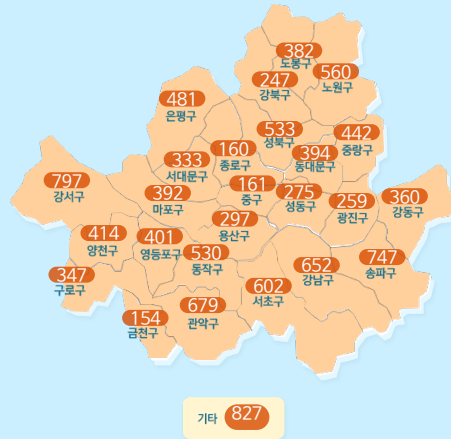 382
도봉구
560
노원구
247
강북구
481
은평구
533
성북구
442
중랑구
160
종로구
394
동대문구
333
서대문구
797
강서구
392
마포구
161
중구
275
성동구
259
광진구
360
강동구
297
용산구
414
양천구
401
영등포구
530
동작구
747
송파구
652
강남구
347
구로구
602
서초구
679
관악구
154
금천구
기타 827